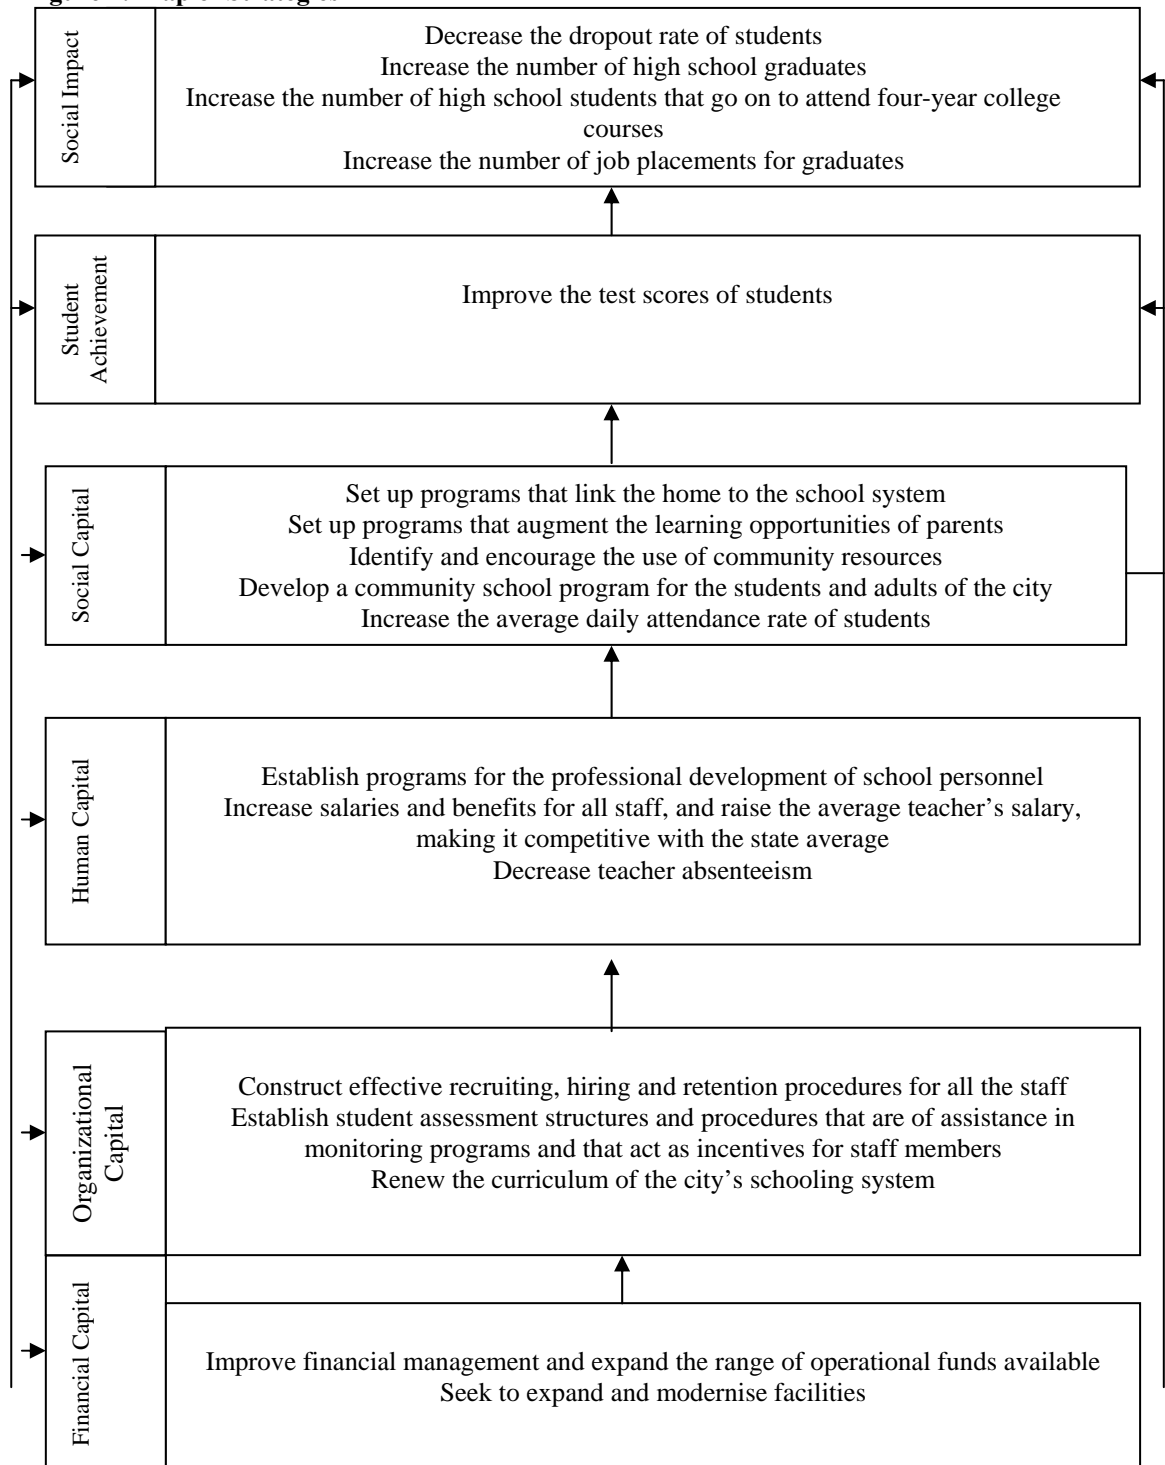 Social Impact
Decrease the dropout rate of students
Increase the number of high school graduates
Increase the number of high school students that go on to attend four-year college
courses
Increase the number of job placements for graduates
Student
Achievement
Improve the test scores of students
Social Capital
Set up programs that link the home to the school system
Set up programs that augment the learning opportunities of parents
Identify and encourage the use of community resources
Develop a community school program for the students and adults of the city
Increase the average daily attendance rate of students
Human Capital
Establish programs for the professional development of school personnel
Increase salaries and benefits for all staff, and raise the average teacher’s salary,
making it competitive with the state average
Decrease teacher absenteeism
Organizational
Capital
Construct effective recruiting, hiring and retention procedures for all the staff
Establish student assessment structures and procedures that are of assistance in
monitoring programs and that act as incentives for staff members
Renew the curriculum of the city’s schooling system
Financial Capital
Improve financial management and expand the range of operational funds available
Seek to expand and modernise facilities